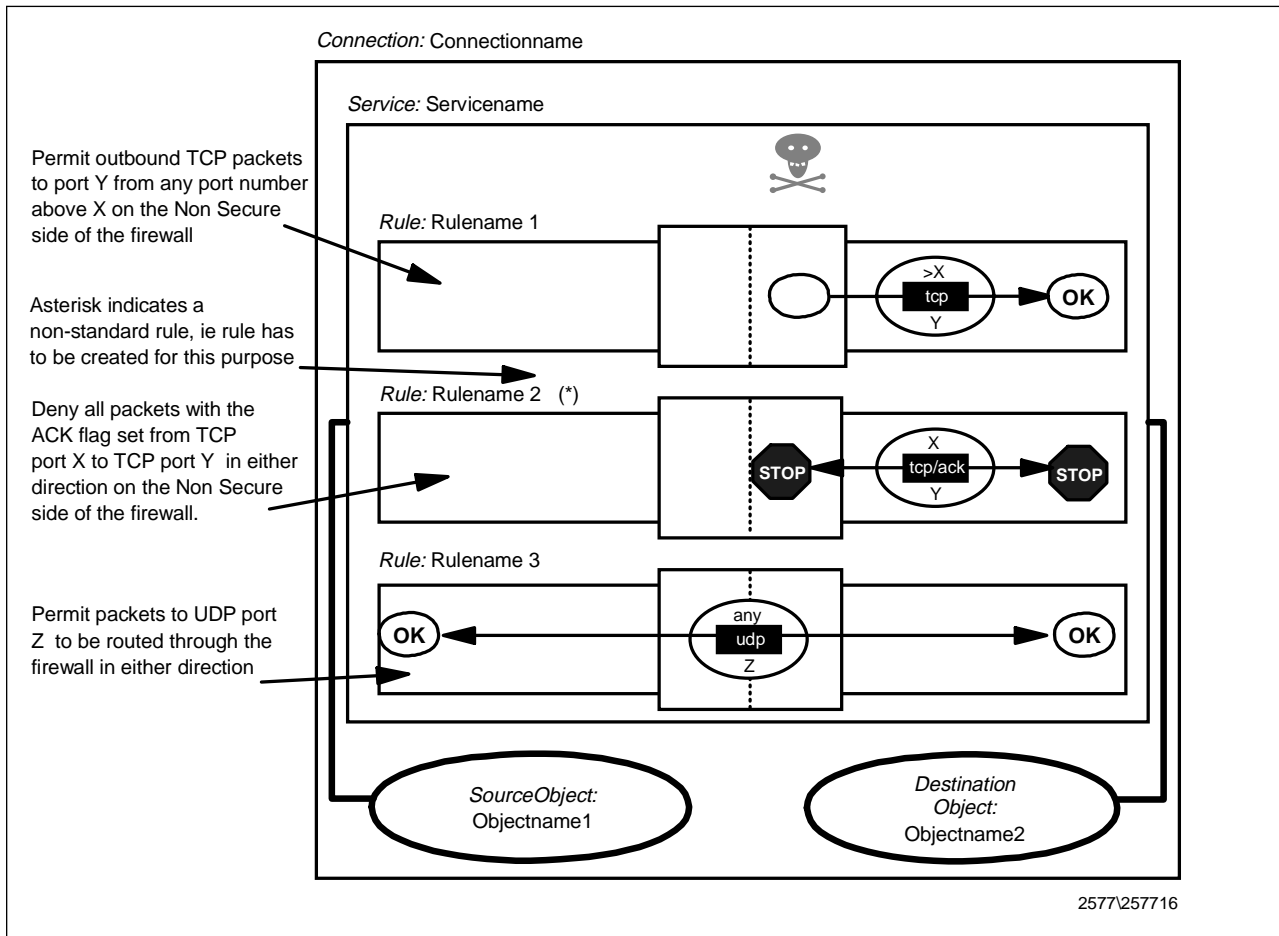 Connection: Connectionname
Service: Servicename
Permit outbound TCP packets
to port Y from any port number
above X on the Non Secure
side of the firewall
Rule: Rulename 1
>X
tcp
Y
OK
Asterisk indicates a
non-standard rule, ie rule has
to be created for this purpose
Rule: Rulename 2 (*)
Deny all packets with the
ACK flag set from TCP
port X to TCP port Y in either
direction on the Non Secure
side of the firewall.
STOP
X
tcp/ack
Y
STOP
Rule: Rulename 3
Permit packets to UDP port
Z to be routed through the
firewall in either direction
OK
any
udp
Z
OK
SourceObject:
Objectname1
Destination
Object:
Objectname2
2577\257716